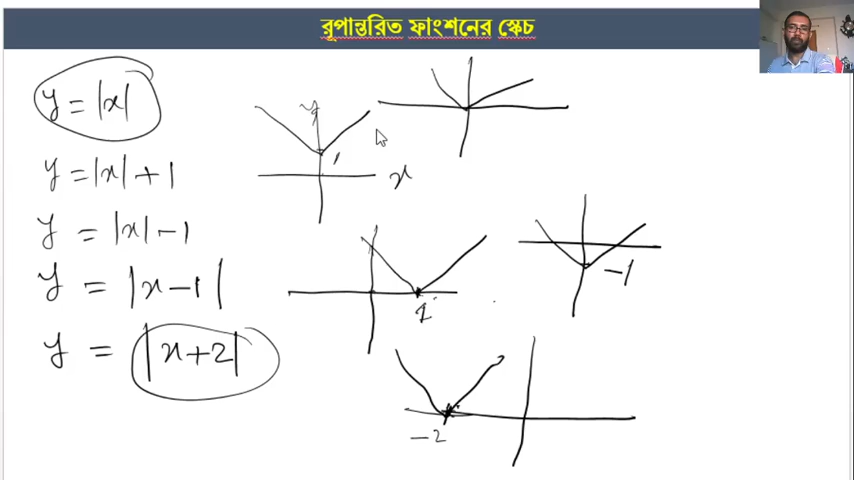 রূপান্তরিত ফাংশনের স্কেচ
y = |x|
y
1
x
y = |x| + 1
y = |x| - 1
-1
y = |x-1|
1
y = |x+2|
-2